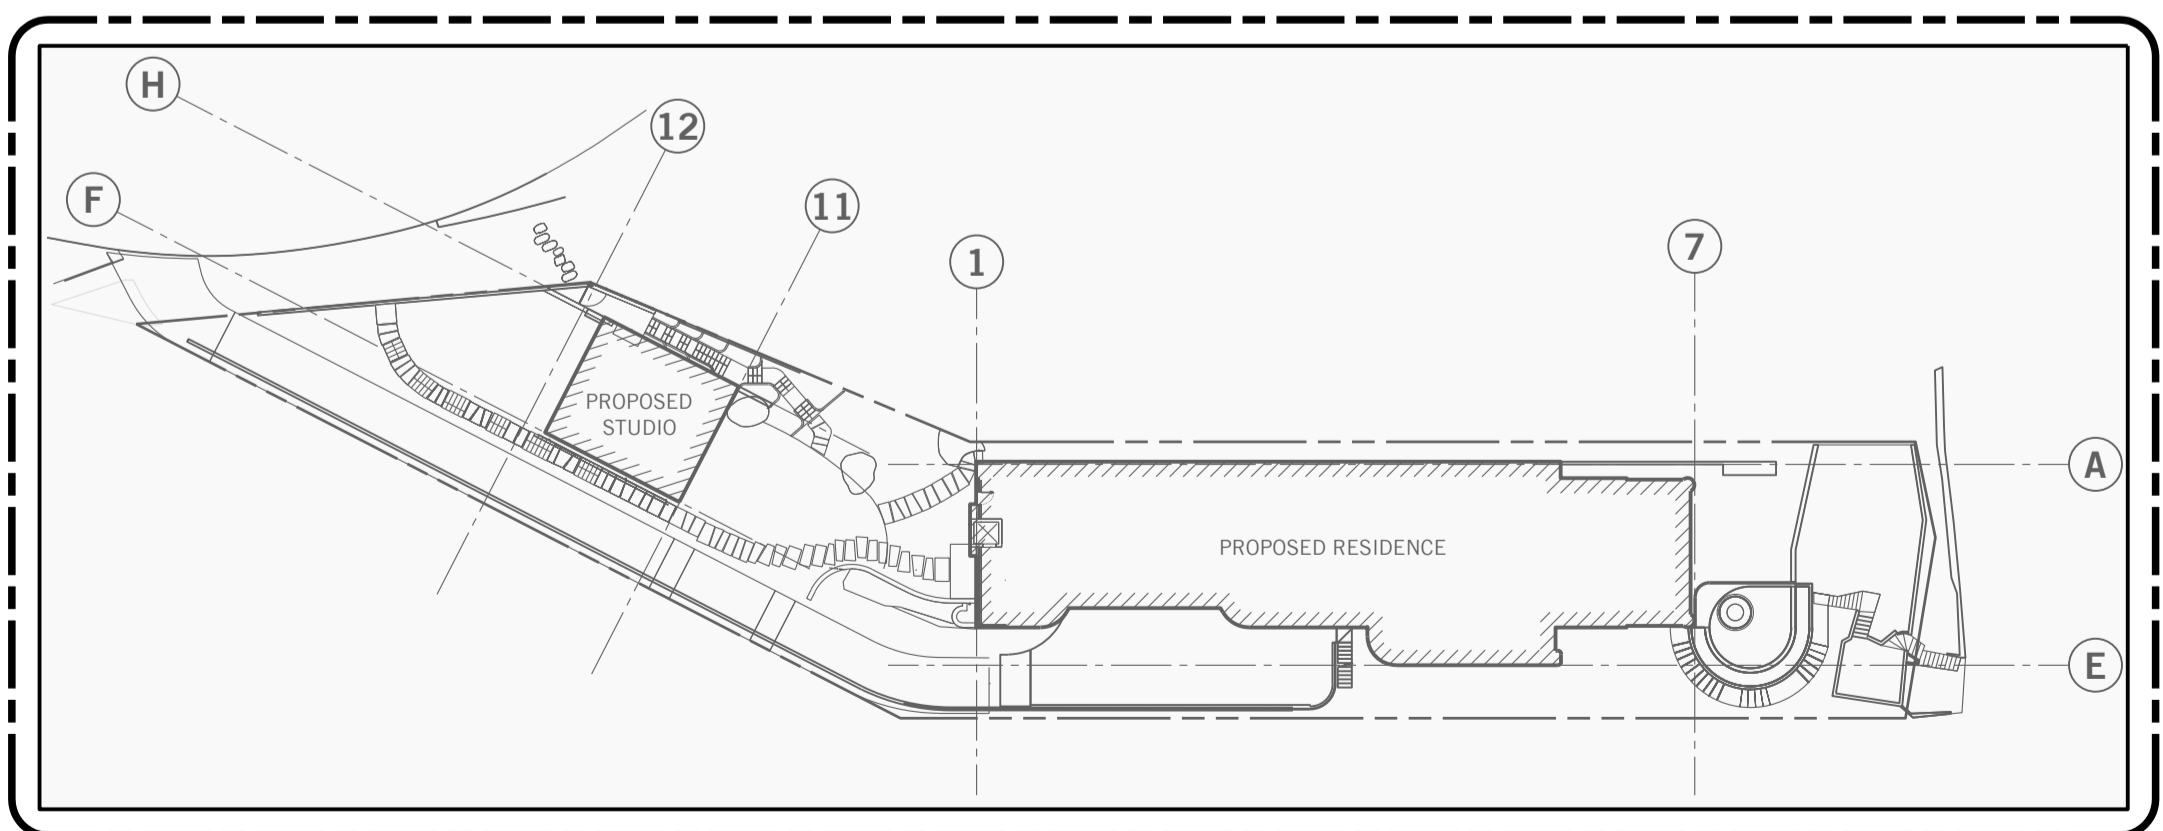 H
12
F
11
1
7
PROPOSED
STUDIO
A
PROPOSED RESIDENCE
E